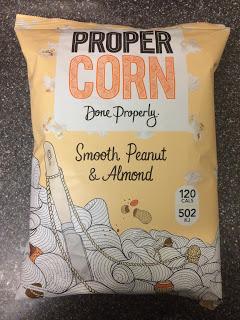 PROPER
CORN
Done Properly.
Smooth Peanut
& Almond
120
CALS
502
KJ